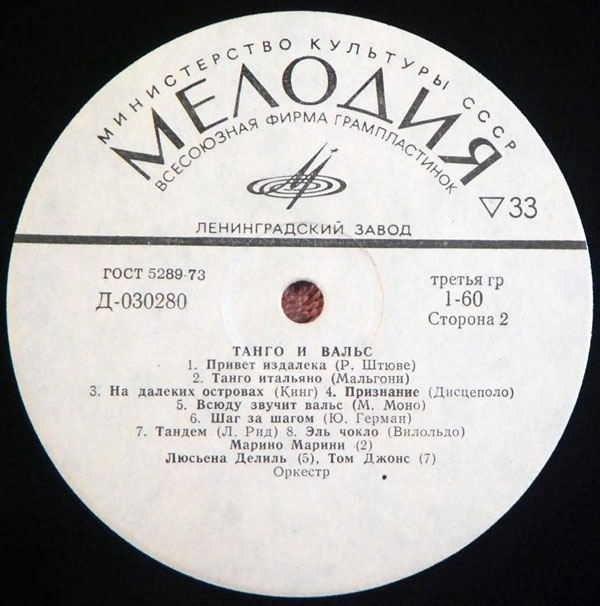 МИНИСТЕРСТВО КУЛЬТУРЫ СССР
МЕЛОДИЯ
ВСЕСОЮЗНАЯ ФИРМА ГРАМПЛАСТИНОК
33
ЛЕНИНГРАДСКИЙ ЗАВОД
ГОСТ 5289-73
Д-030280
третья гр
1-60
Сторона 2
ТАНГО И ВАЛЬС
1. Привет издалека (Р. Штюве)
2. Танго итальяно (Мальгони)
3. На далеких островах (Кинг) 4. Признание (Дисцеполо)
5. Всюду звучит вальс (М. Моно)
6. Шаг за шагом (Ю. Герман)
7. Тандем (Л. Рид) 8. Эль чокло (Вилольдо)
Марино Марини (2)
Люсьена Делиль (5), Том Джонс (7)
Оркестр